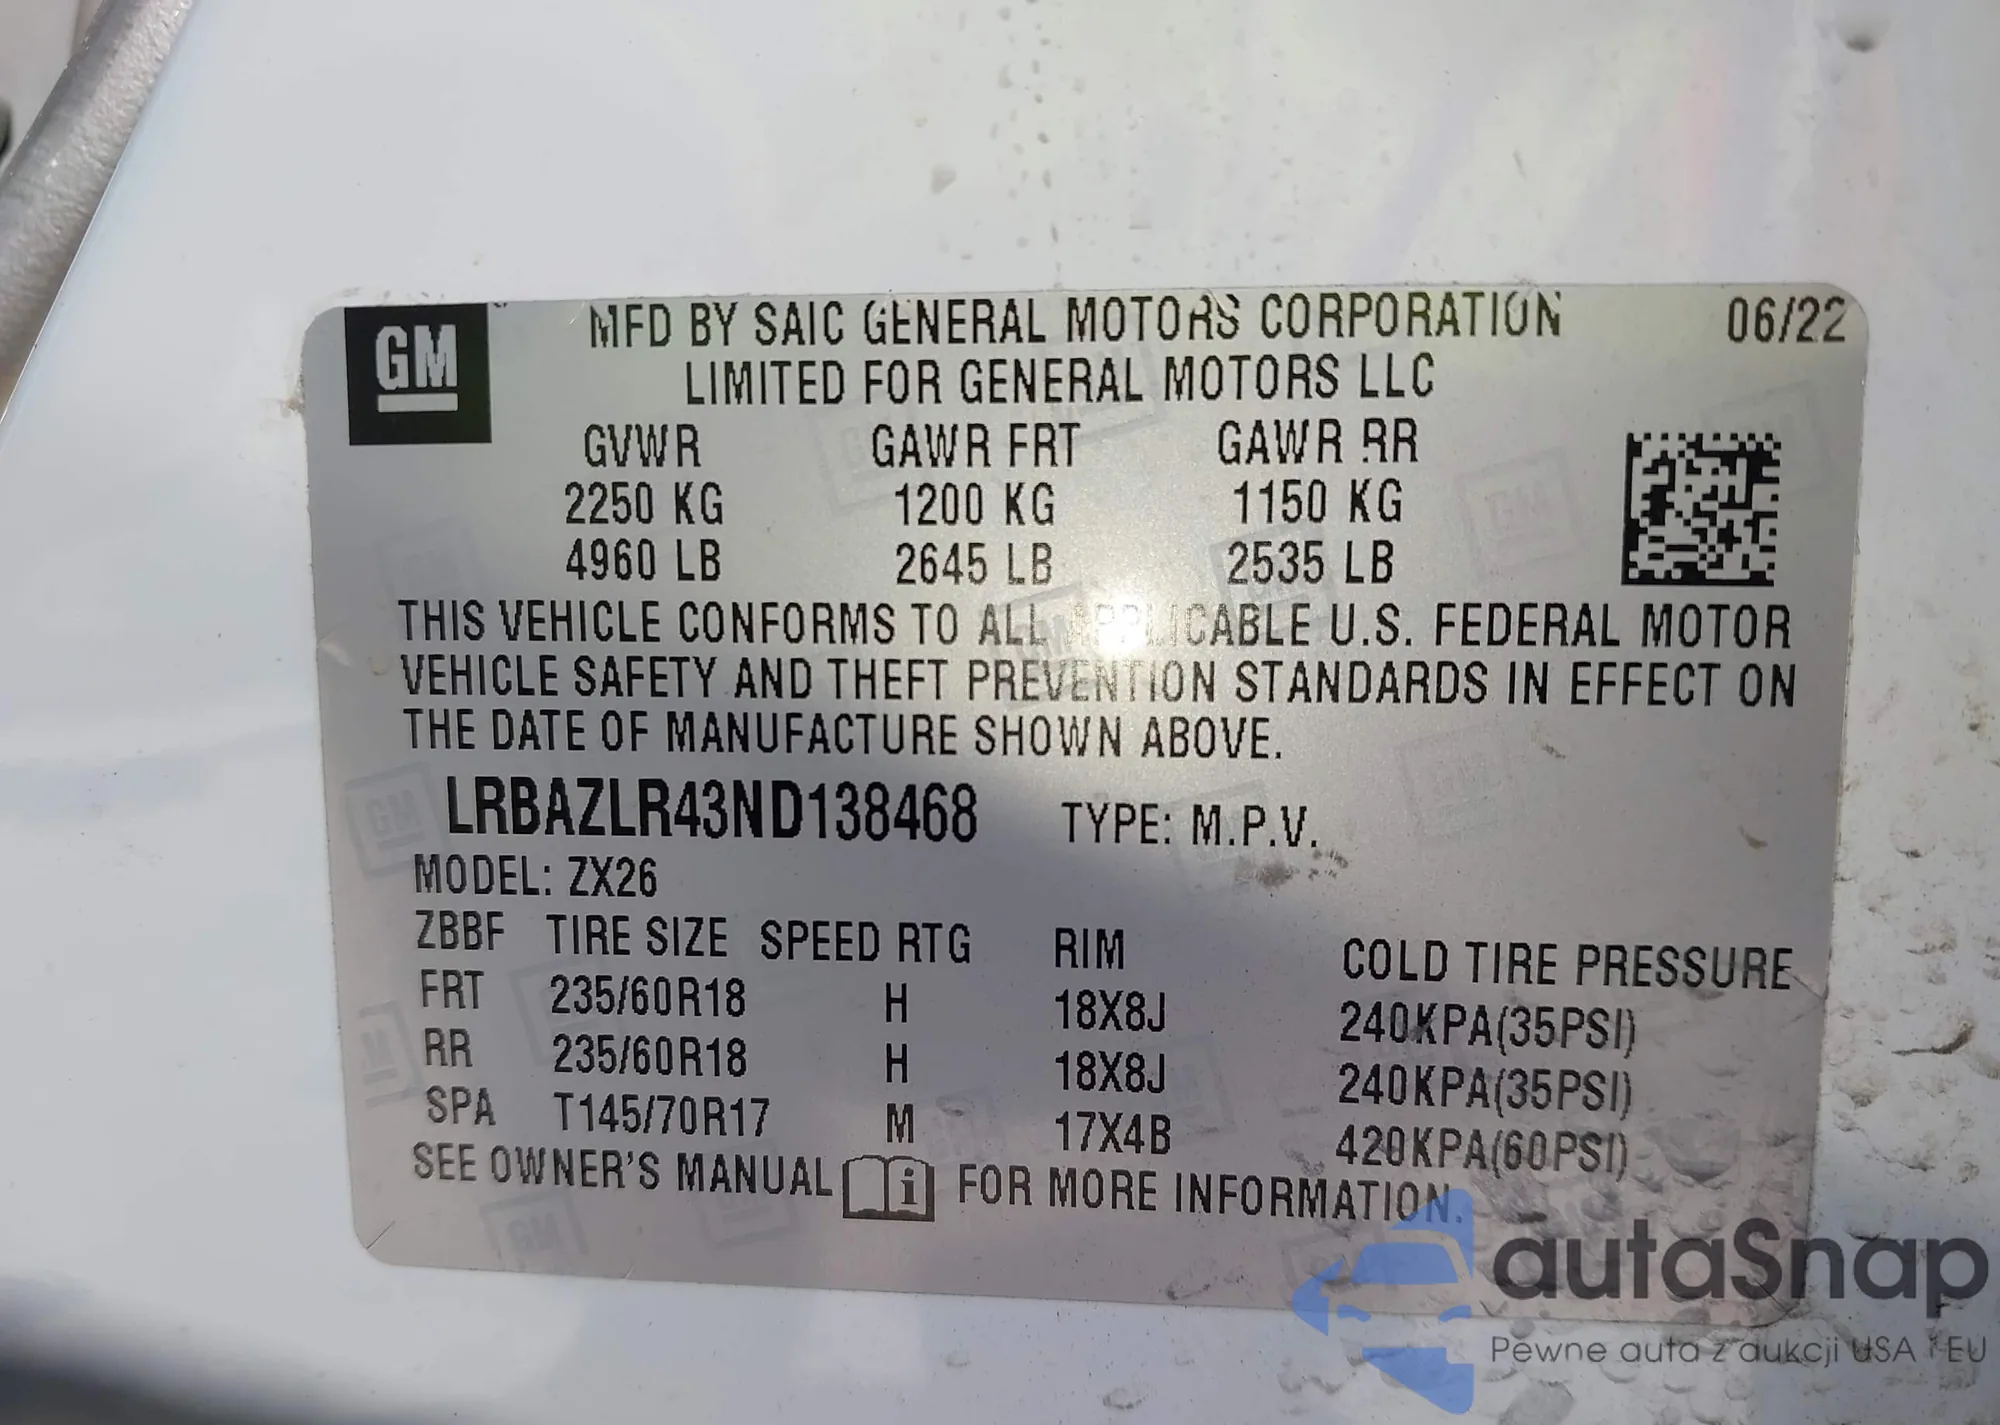 GM
MFD BY SAIC GENERAL MOTORS CORPORATION 06/22
LIMITED FOR GENERAL MOTORS LLC
GVWR GAWR FRT GAWR RR
2250 KG 1200 KG 1150 KG
4960 LB 2645 LB 2535 LB
THIS VEHICLE CONFORMS TO ALL APPLICABLE U.S. FEDERAL MOTOR
VEHICLE SAFETY AND THEFT PREVENTION STANDARDS IN EFFECT ON
THE DATE OF MANUFACTURE SHOWN ABOVE.
LRBAZLR43ND138468 TYPE: M.P.V.
MODEL: ZX26
ZBBF TIRE SIZE SPEED RTG RIM COLD TIRE PRESSURE
FRT 235/60R18 H 18X8J 240KPA(35PSI)
RR 235/60R18 H 18X8J 240KPA(35PSI)
SPA T145/70R17 M 17X4B 420KPA(60PSI)
SEE OWNER'S MANUAL i FOR MORE INFORMATION.
autaSnap
Pewne auta z aukcji USA i EU